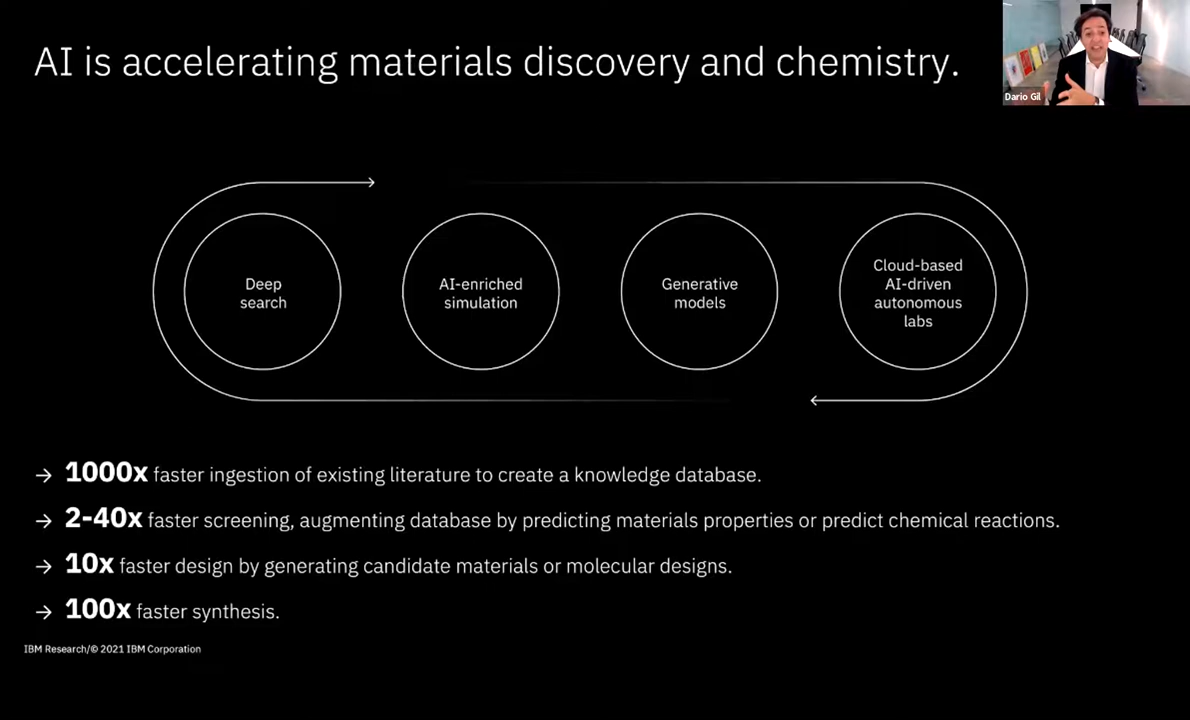 AI is accelerating materials discovery and chemistry.
Dario Gil
Deep
search
AI-enriched
simulation
Generative
models
Cloud-based
AI-driven
autonomous
labs
→ 1000x faster ingestion of existing literature to create a knowledge database.
→ 2-40x faster screening, augmenting database by predicting materials properties or predict chemical reactions.
→ 10x faster design by generating candidate materials or molecular designs.
→ 100x faster synthesis.
IBM Research/© 2021 IBM Corporation